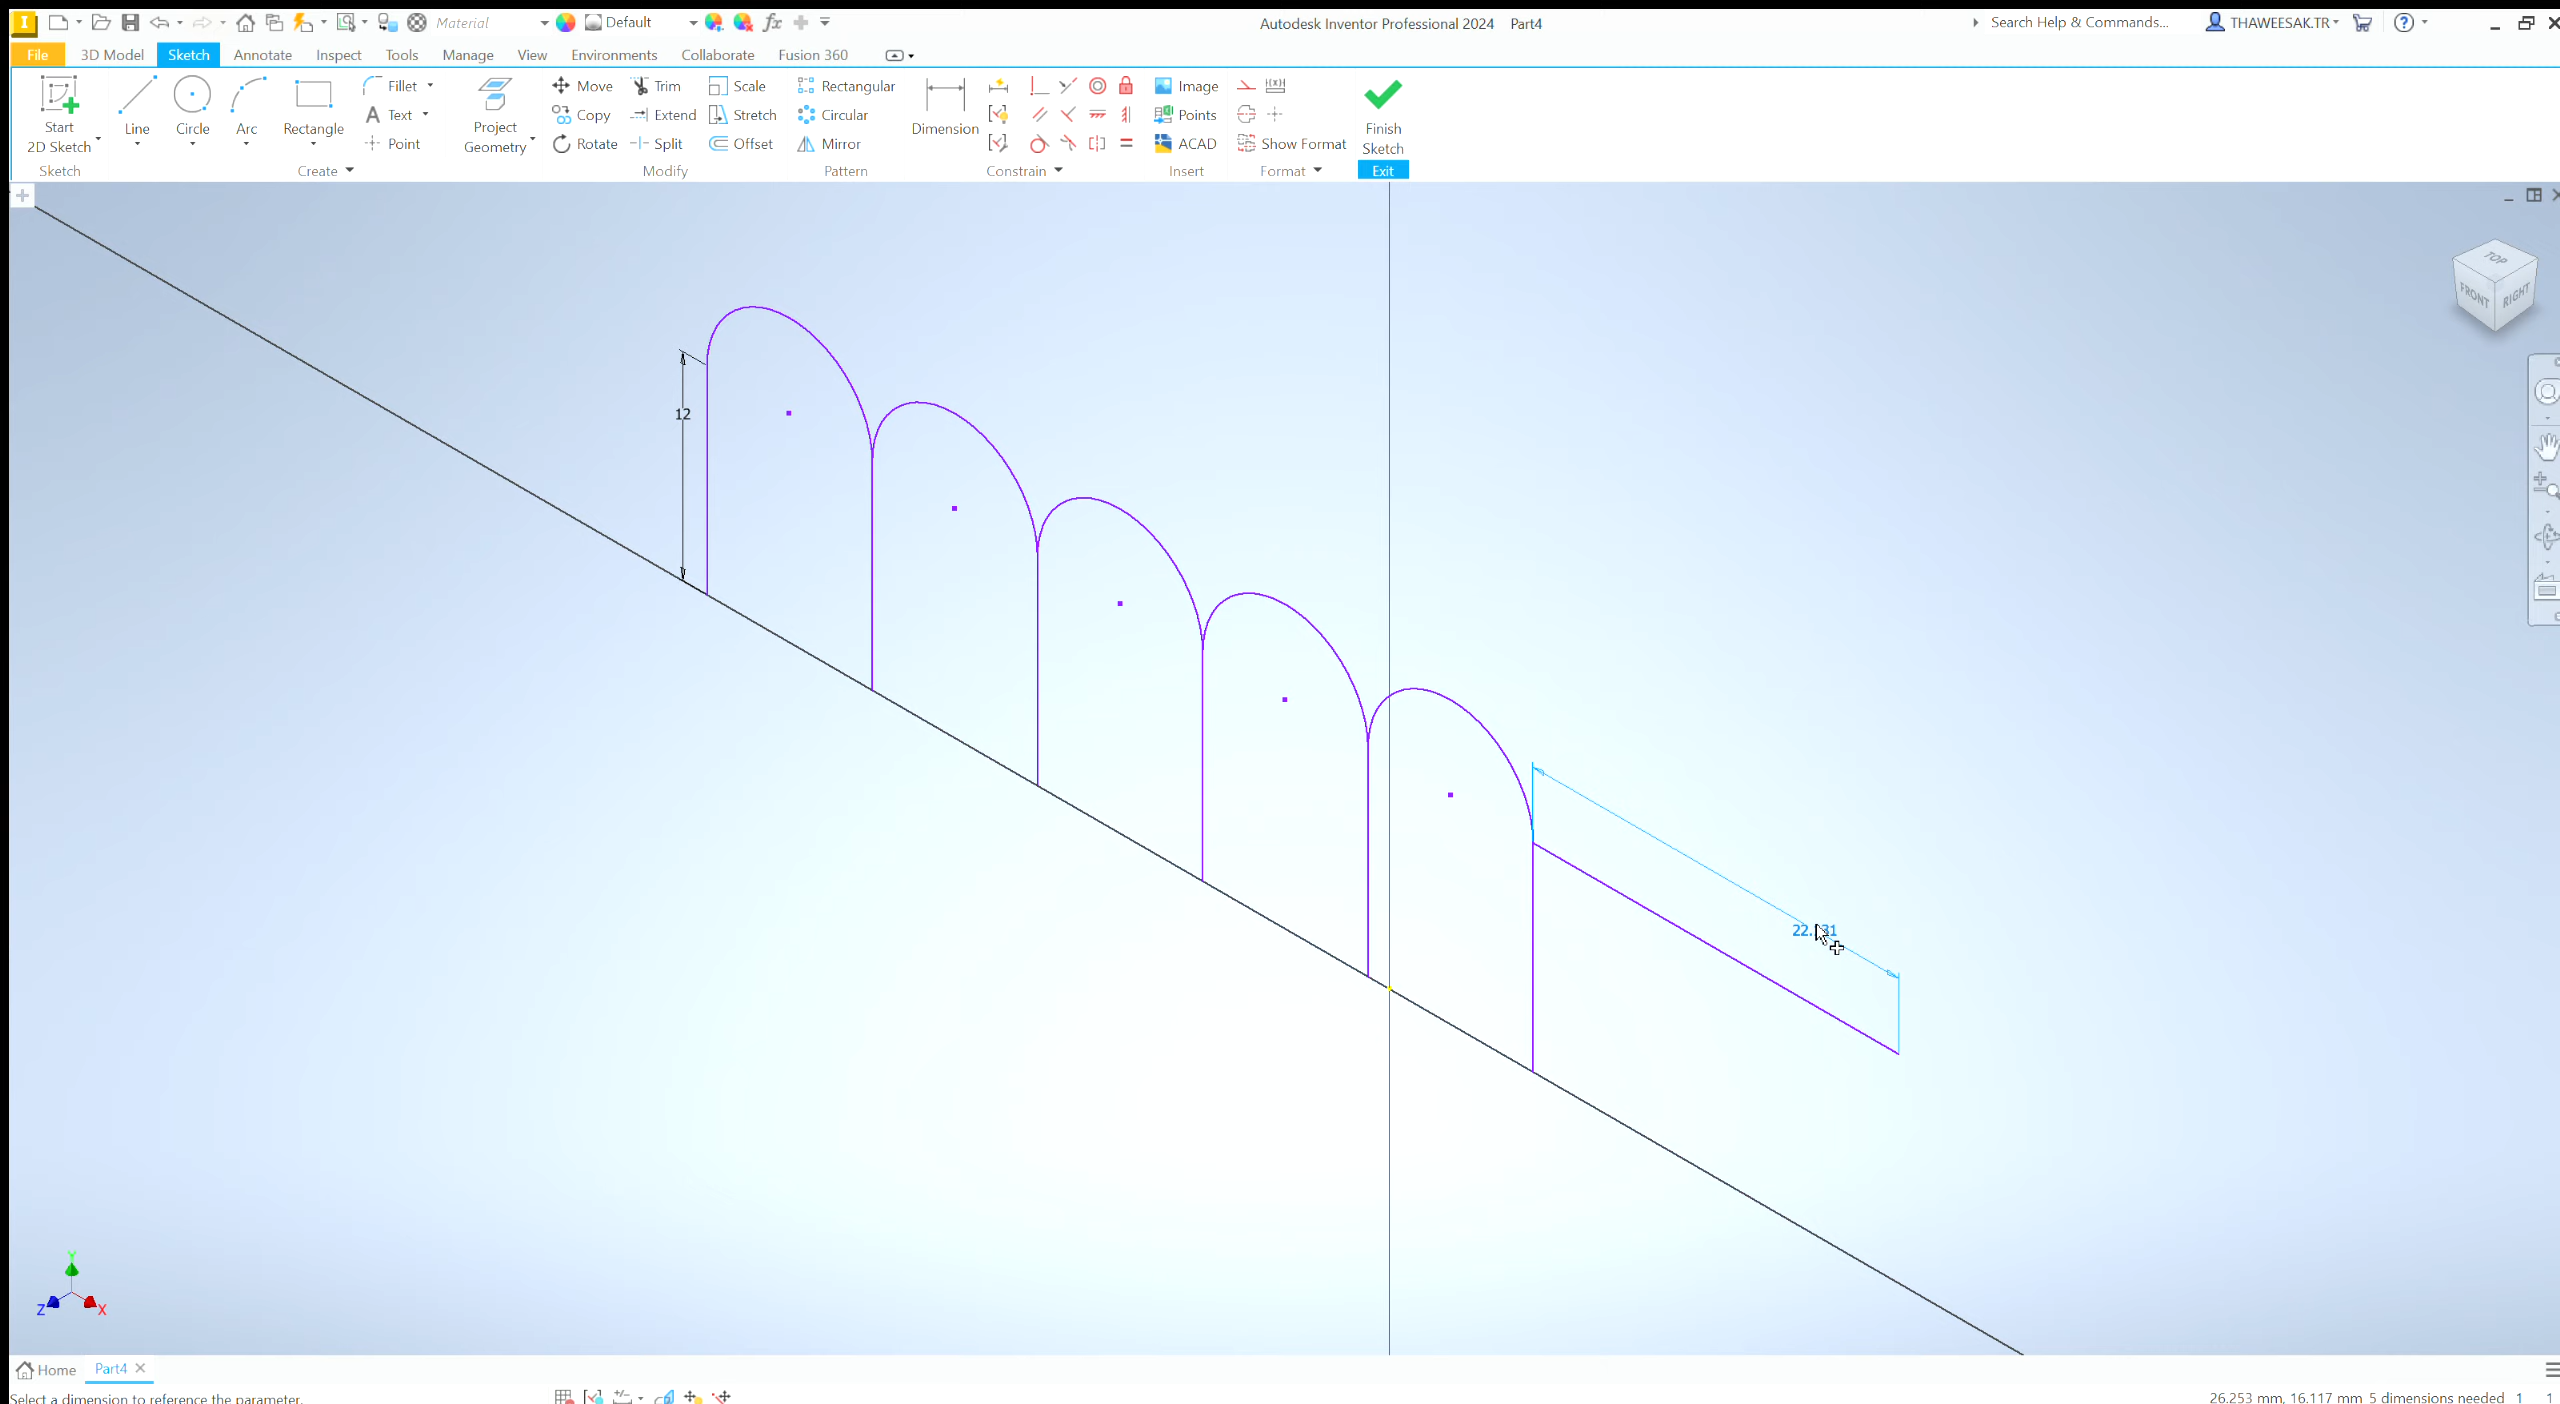 I Material Default fx Autodesk Inventor Professional 2024 Part4 Search Help & Commands... THAWEESAK.TR ?
File 3D Model Sketch Annotate Inspect Tools Manage View Environments Collaborate Fusion 360
Start 2D Sketch
Line
Circle
Arc
Rectangle
Fillet
Text
Point
Project Geometry
Move
Copy
Rotate
Trim
Extend
Split
Scale
Stretch
Offset
Rectangular
Circular
Mirror
Dimension
Image
Points
ACAD
Show Format
Finish Sketch
Sketch Create Modify Pattern Constrain Insert Format Exit
TOP
FRONT RIGHT
12
Y
Z X
Home Part4
Select a dimension to reference the parameter.
26.253 mm, 16.117 mm 5 dimensions needed 1 1